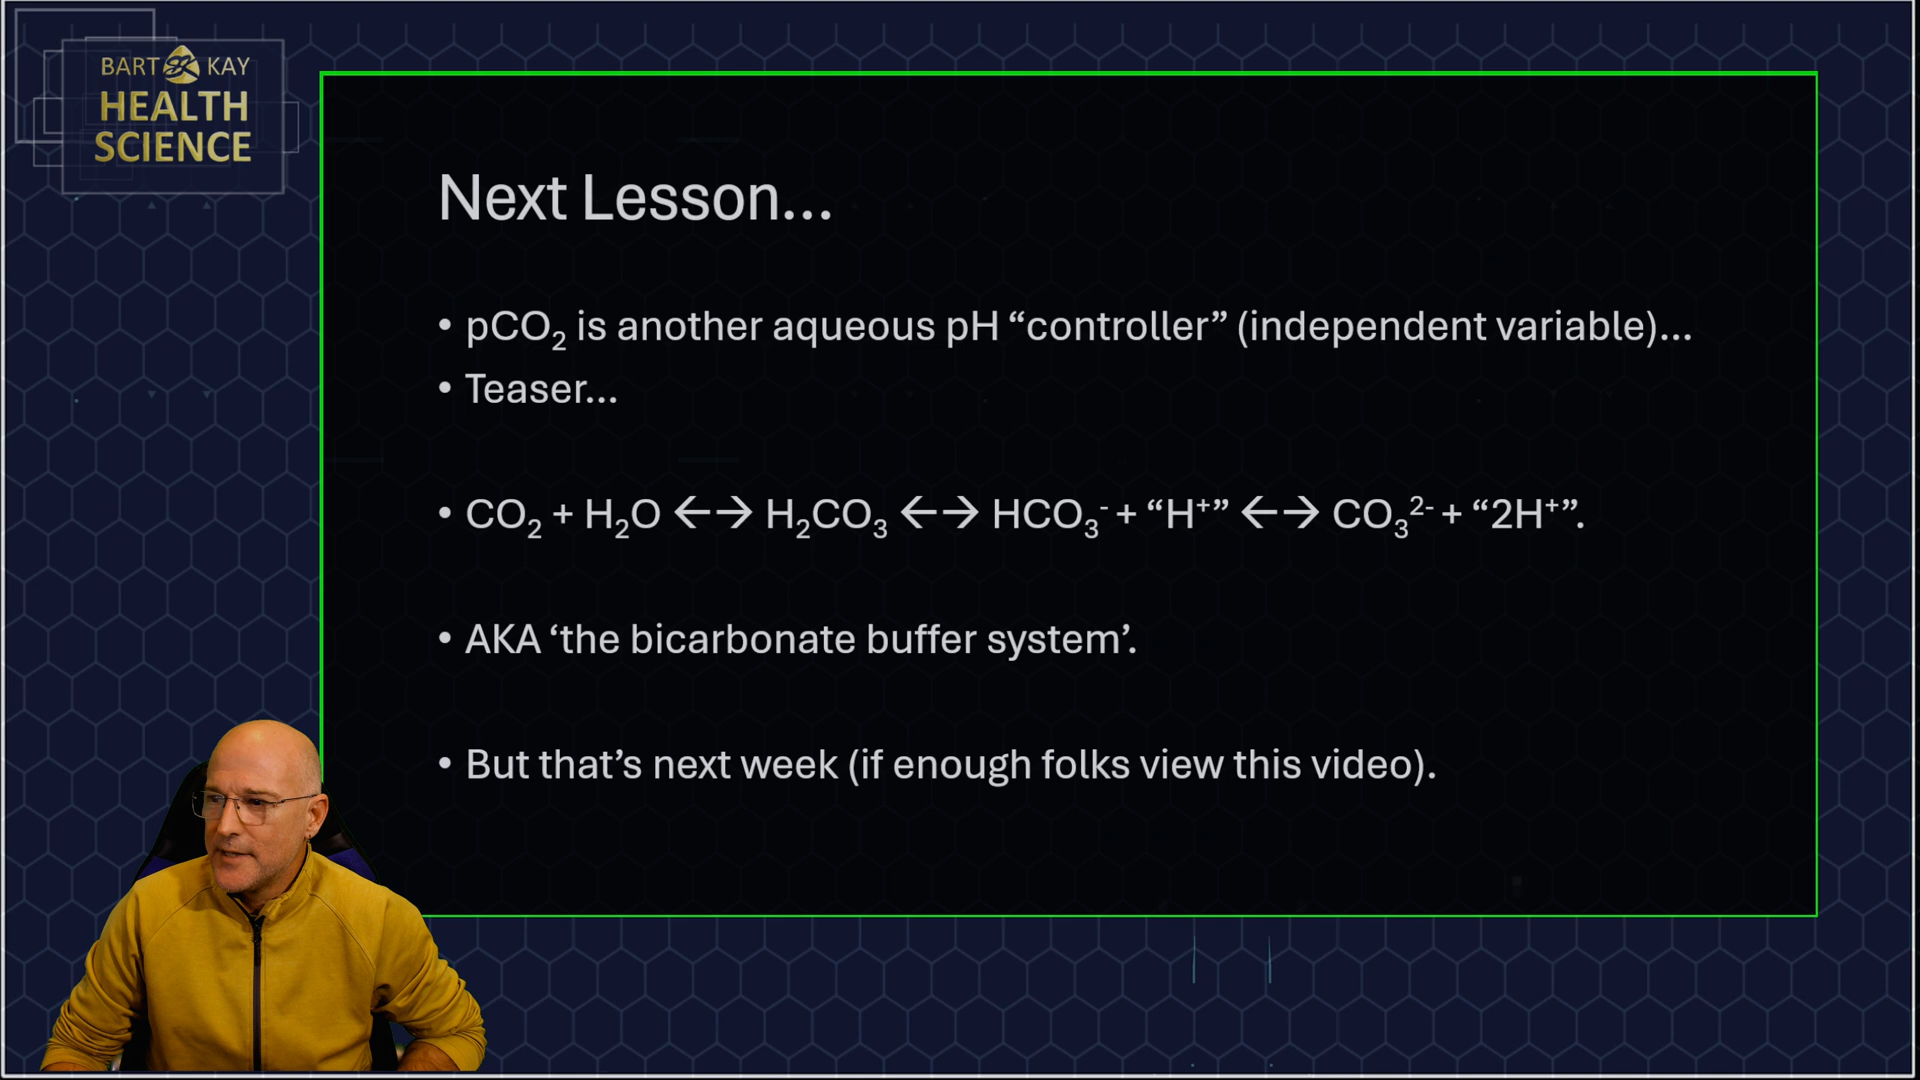 BART KAY
HEALTH
SCIENCE
Next Lesson...
• pCO₂ is another aqueous pH “controller” (independent variable)...
• Teaser...
• CO₂ + H₂O ←→ H₂CO₃ ←→ HCO₃⁻ + “H⁺” ←→ CO₃²⁻ + “2H⁺”.
• AKA ‘the bicarbonate buffer system’.
• But that’s next week (if enough folks view this video).